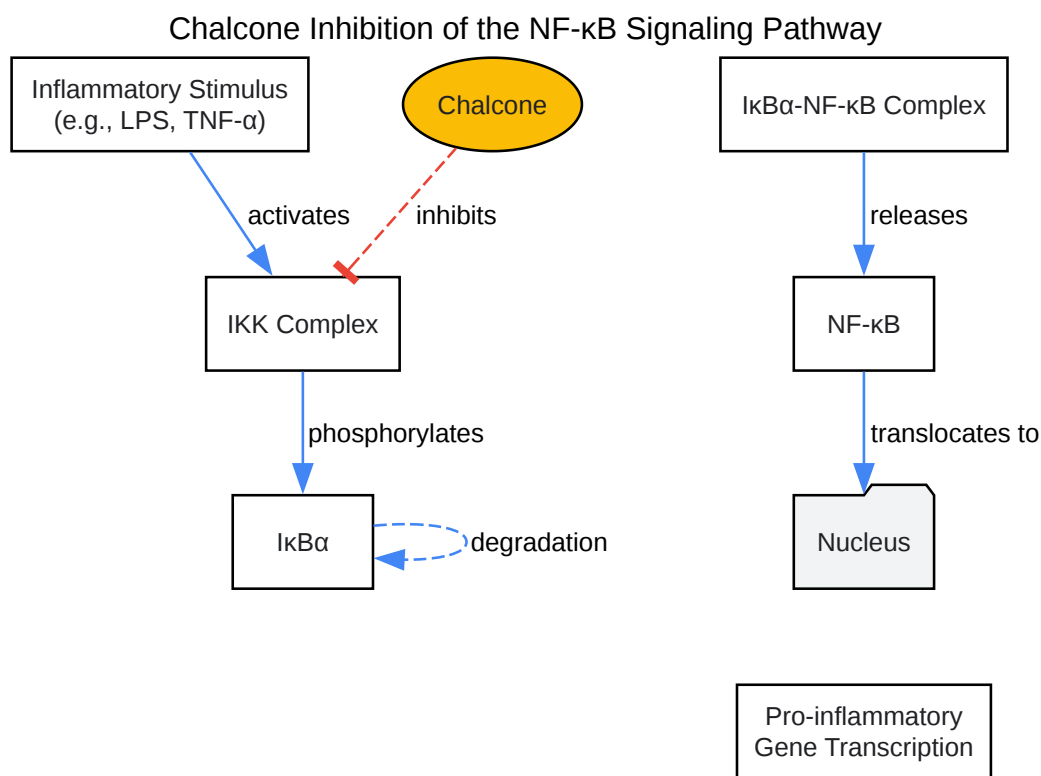 Chalcone Inhibition of the NF-κB Signaling Pathway
Inflammatory Stimulus
(e.g., LPS, TNF-α)
Chalcone
IκBα-NF-κB Complex
activates
inhibits
releases
IKK Complex
NF-κB
phosphorylates
translocates to
IκBα
degradation
Nucleus
Pro-inflammatory
Gene Transcription